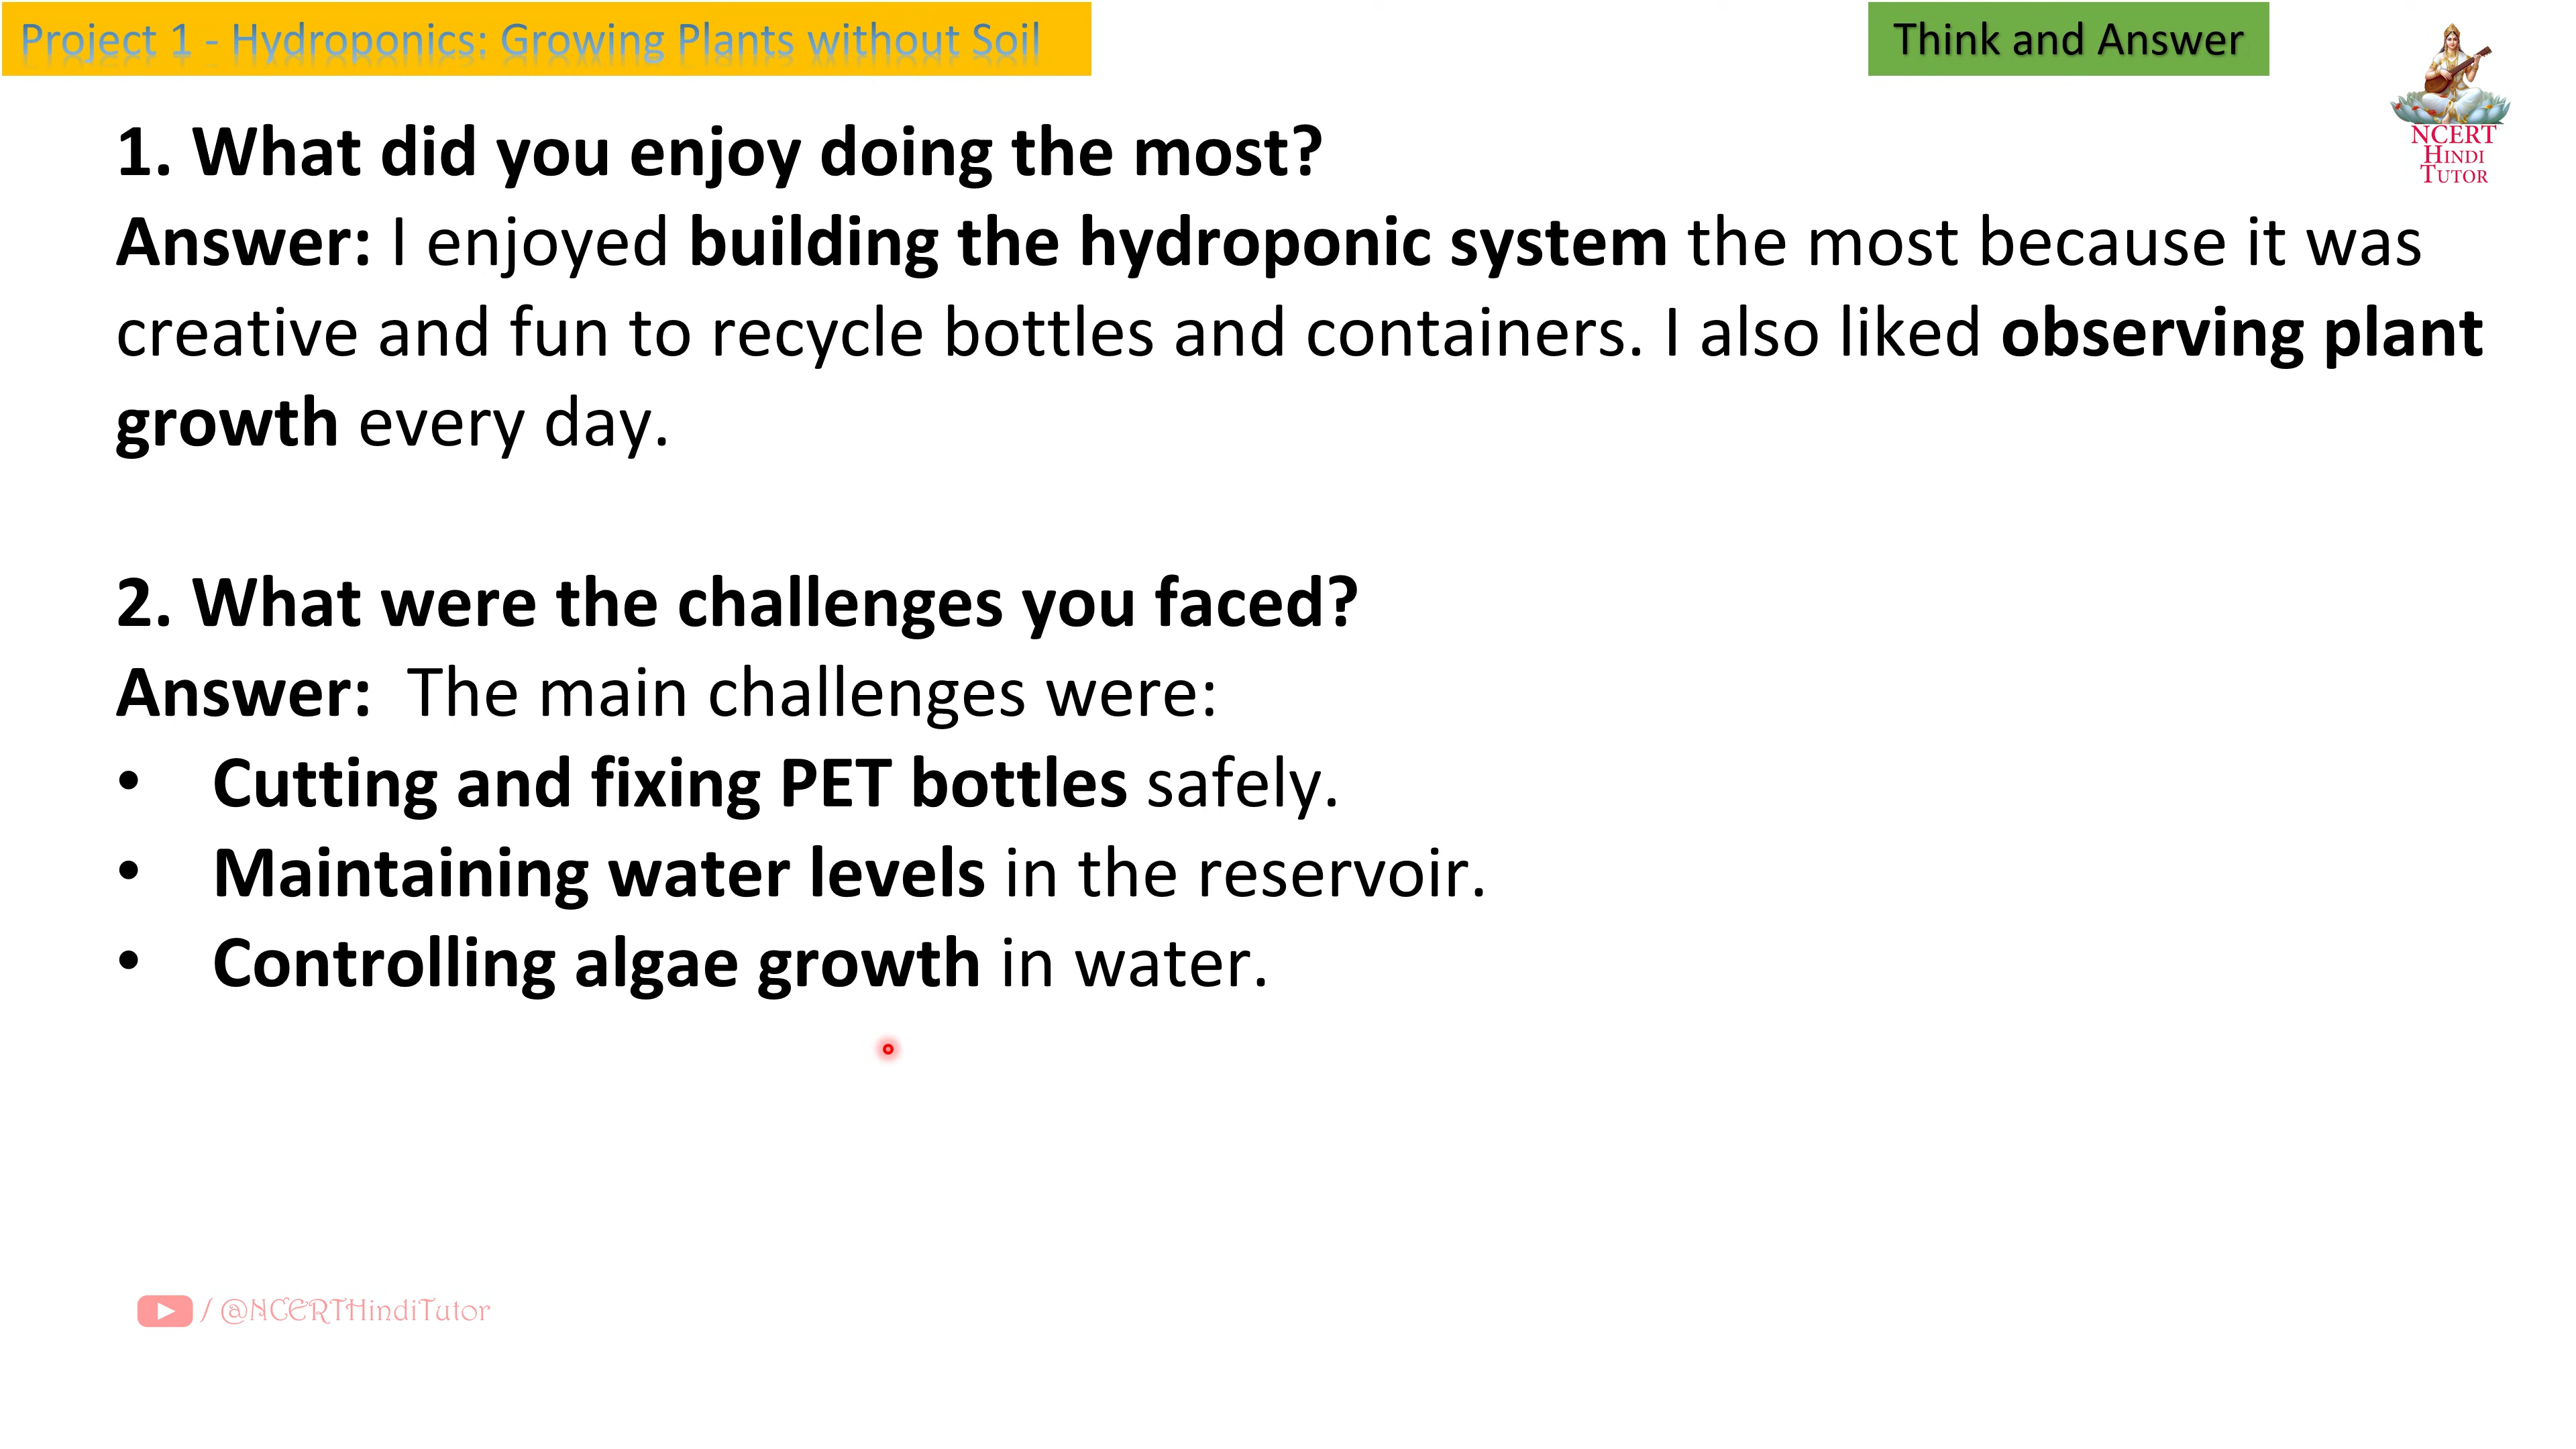 Project 1 - Hydroponics: Growing Plants without Soil
Think and Answer
NCERT
HINDI
TUTOR
1. What did you enjoy doing the most?
Answer: I enjoyed building the hydroponic system the most because it was
creative and fun to recycle bottles and containers. I also liked observing plant
growth every day.
2. What were the challenges you faced?
Answer: The main challenges were:
• Cutting and fixing PET bottles safely.
• Maintaining water levels in the reservoir.
• Controlling algae growth in water.
/ @NCERTHindiTutor